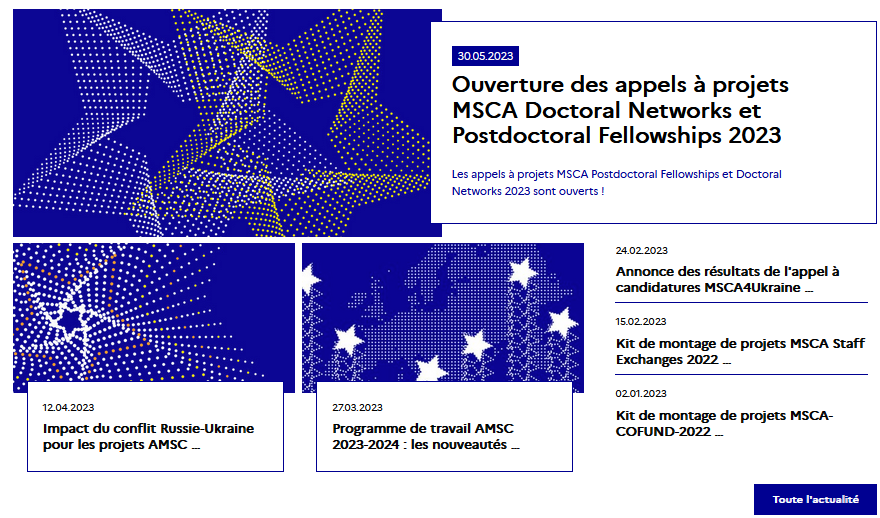 30.05.2023
Ouverture des appels à projets
MSCA Doctoral Networks et
Postdoctoral Fellowships 2023
Les appels à projets MSCA Postdoctoral Fellowships et Doctoral
Networks 2023 sont ouverts !
12.04.2023
Impact du conflit Russie-Ukraine
pour les projets AMSC ...
27.03.2023
Programme de travail AMSC
2023-2024 : les nouveautés ...
24.02.2023
Annonce des résultats de l'appel à
candidatures MSCA4Ukraine ...
15.02.2023
Kit de montage de projets MSCA Staff
Exchanges 2022 ...
02.01.2023
Kit de montage de projets MSCA-
COFUND-2022 ...
Toute l'actualité